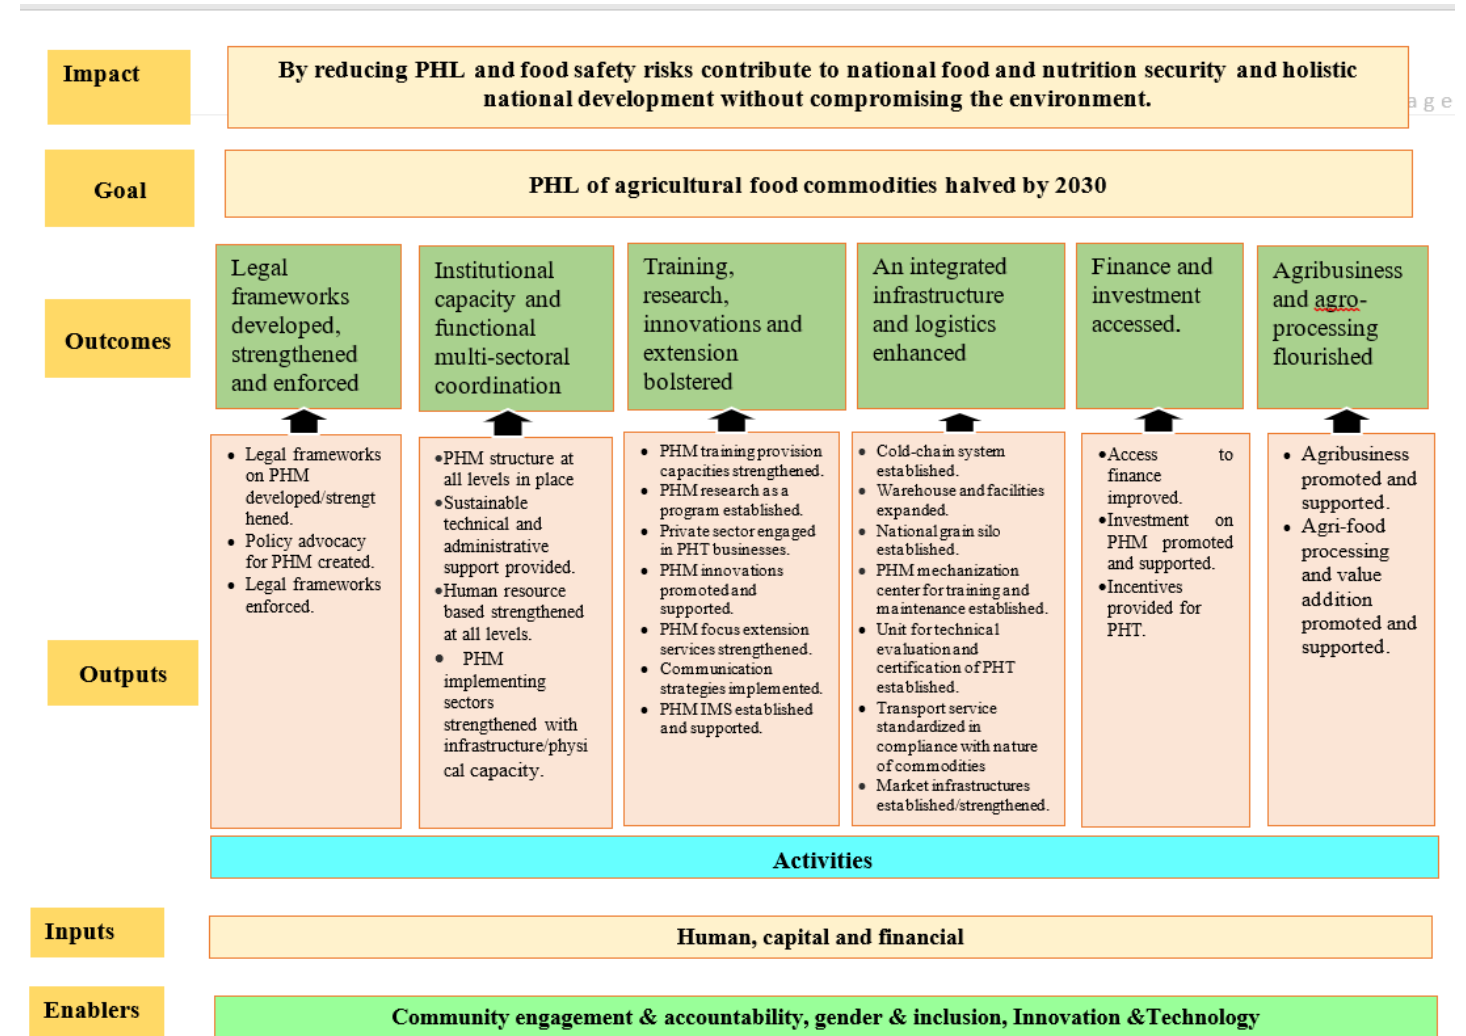 Impact
By reducing PHL and food safety risks contribute to national food and nutrition security and holistic
national development without compromising the environment.
age
Goal
PHL of agricultural food commodities halved by 2030
Outcomes
Legal
frameworks
developed,
strengthened
and enforced
Institutional
capacity and
functional
multi-sectoral
coordination
Training,
research,
innovations and
extension
bolstered
An integrated
infrastructure
and logistics
enhanced
Finance and
investment
accessed.
Agribusiness
and agro-
processing
flourished
Outputs
• Legal frameworks
on PHM
developed/strengt
hened.
• Policy advocacy
for PHM created.
• Legal frameworks
enforced.
•PHM structure at
all levels in place
•Sustainable
technical and
administrative
support provided.
•Human resource
based strengthened
at all levels.
• PHM
implementing
sectors
strengthened with
infrastructure/physi
cal capacity.
• PHM training provision
capacities strengthened.
• PHM research as a
program established.
• Private sector engaged
in PHT businesses.
• PHM innovations
promoted and
supported.
• PHM focus extension
services strengthened.
• Communication
strategies implemented.
• PHM IMS established
and supported.
• Cold-chain system
established.
• Warehouse and facilities
expanded.
• National grain silo
established.
• PHM mechanization
center for training and
maintenance established.
• Unit for technical
evaluation and
certification of PHT
established.
• Transport service
standardized in
compliance with nature
of commodities
• Market infrastructures
established/strengthened.
•Access to
finance
improved.
•Investment on
PHM promoted
and supported.
•Incentives
provided for
PHT.
• Agribusiness
promoted and
supported.
• Agri-food
processing
and value
addition
promoted and
supported.
Activities
Inputs
Human, capital and financial
Enablers
Community engagement & accountability, gender & inclusion, Innovation &Technology